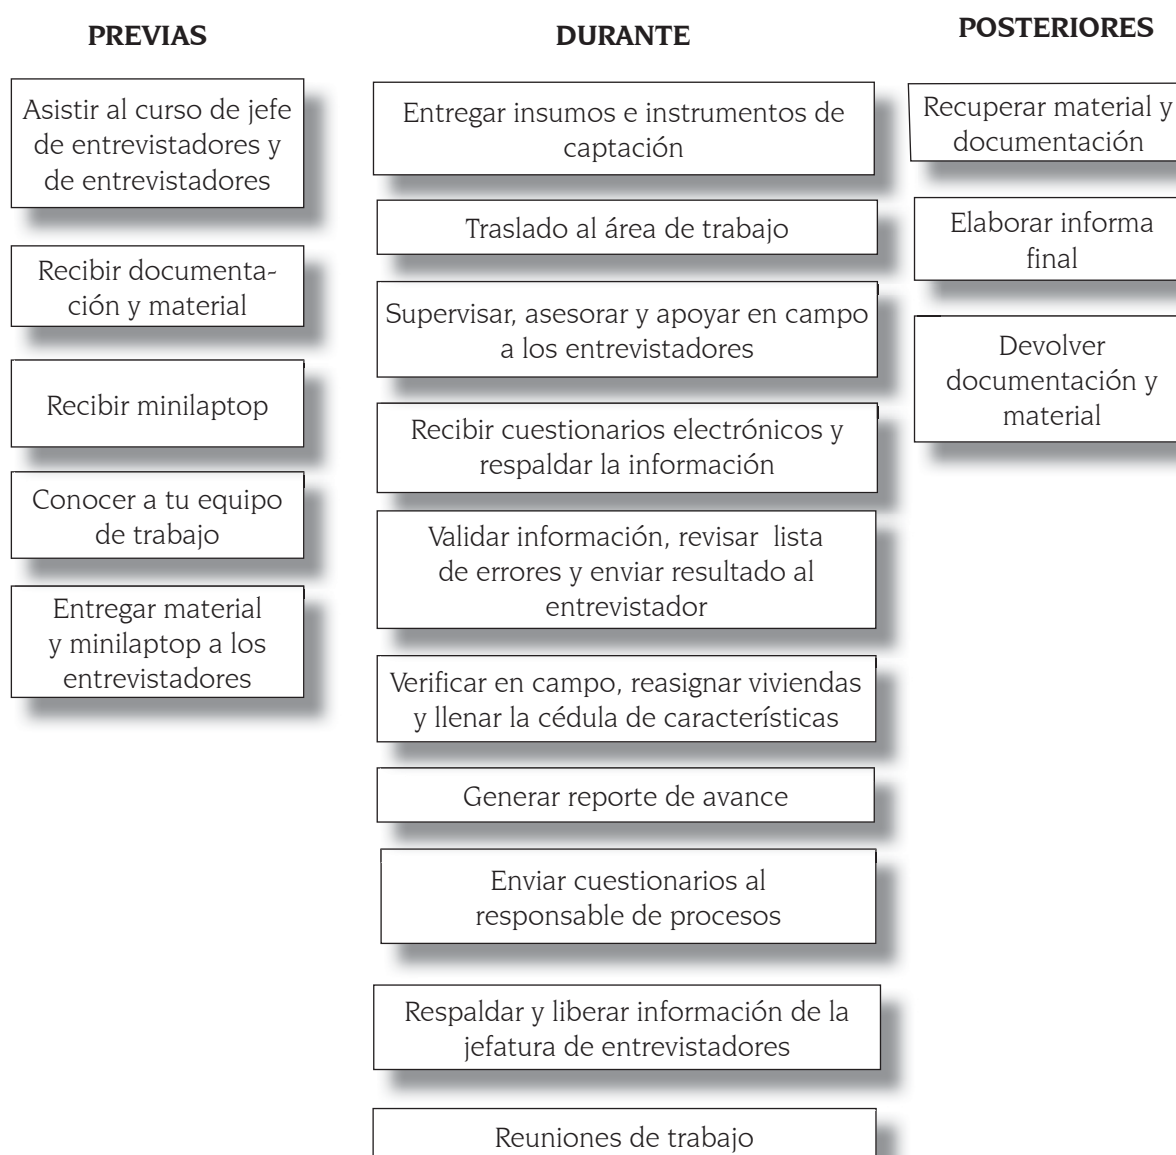 PREVIAS
Asistir al curso de jefe
de entrevistadores y
de entrevistadores
Recibir documenta-
ción y material
Recibir minilaptop
Conocer a tu equipo
de trabajo
Entregar material
y minilaptop a los
entrevistadores
DURANTE
Entregar insumos e instrumentos de
captación
Traslado al área de trabajo
Supervisar, asesorar y apoyar en campo
a los entrevistadores
Recibir cuestionarios electrónicos y
respaldar la información
Validar información, revisar lista
de errores y enviar resultado al
entrevistador
Verificar en campo, reasignar viviendas
y llenar la cédula de características
Generar reporte de avance
Enviar cuestionarios al
responsable de procesos
Respaldar y liberar información de la
jefatura de entrevistadores
Reuniones de trabajo
POSTERIORES
Recuperar material y
documentación
Elaborar informa
final
Devolver
documentación y
material